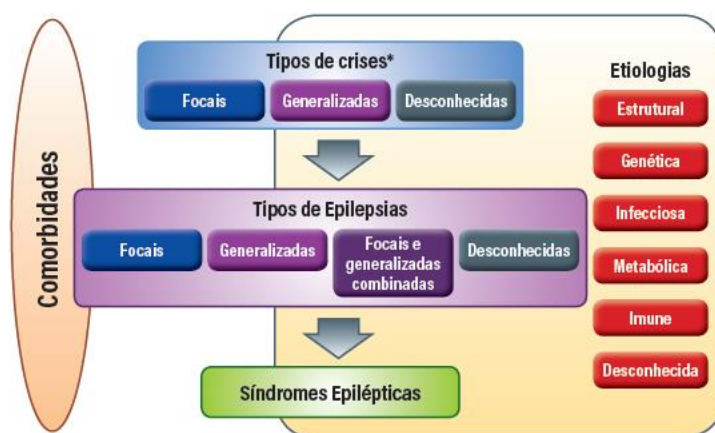 Comorbidades
Tipos de crises*
Focais
Generalizadas
Desconhecidas
Tipos de Epilepsias
Focais
Generalizadas
Focais e
generalizadas
combinadas
Desconhecidas
Síndromes Epilépticas
Etiologias
Estrutural
Genética
Infecciosa
Metabólica
Imune
Desconhecida